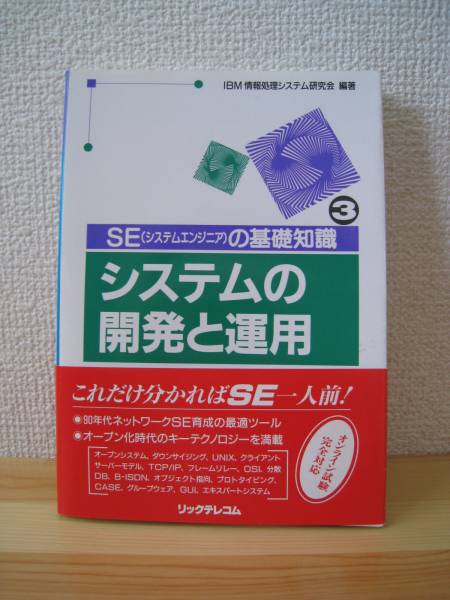 IBM 情報処理システム研究会 編著
3
SE(システムエンジニア)の基礎知識
システムの
開発と運用
これだけ分かればSE一人前!
●90年代ネットワークSE育成の最適ツール
●オープン化時代のキーテクノロジーを満載
オープンシステム, ダウンサイジング, UNIX, クライアント
サーバーモデル, TCP/IP, フレームリレー, OSI, 分散
DB, B-ISDN, オブジェクト指向, プロトタイピング,
CASE, グループウェア, GUI, エキスパートシステム
オンライン試験
完全対応
リックテレコム